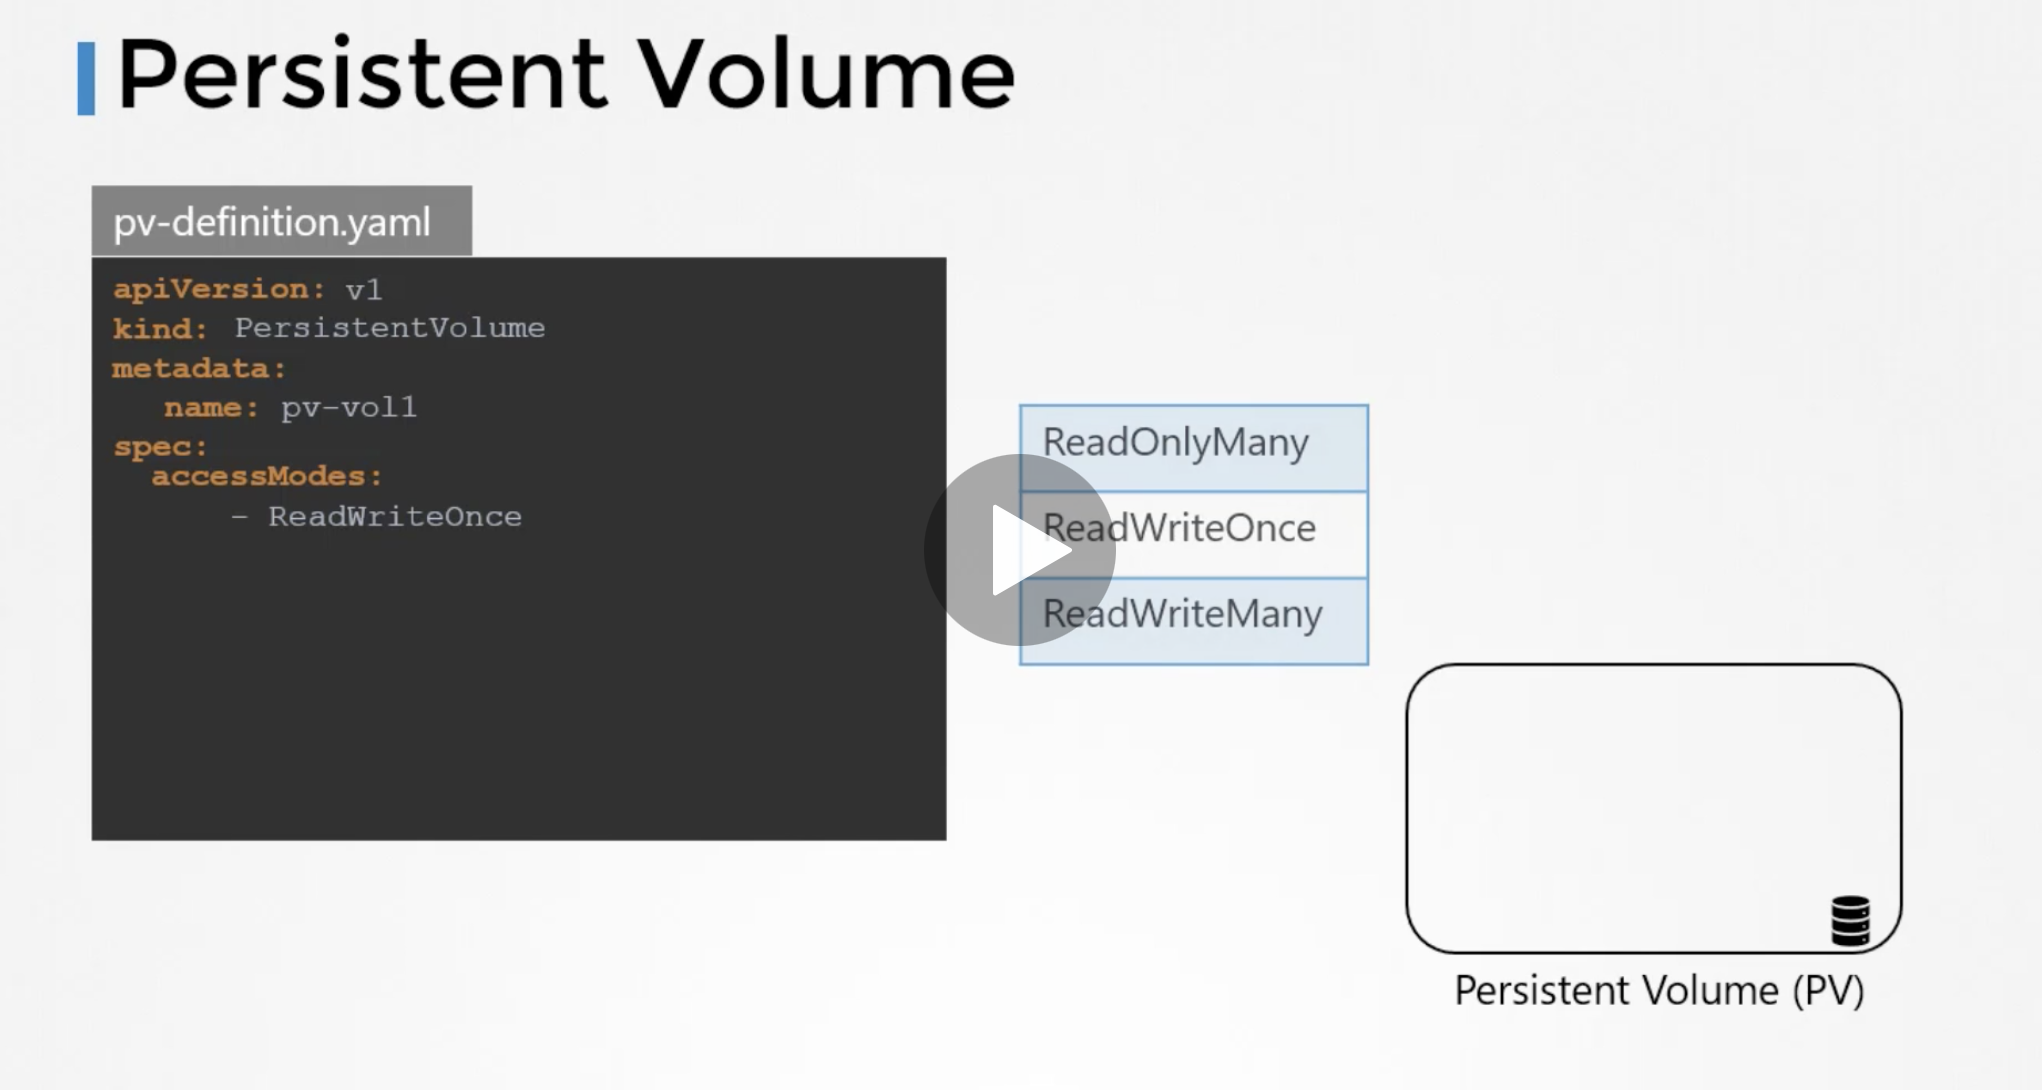 Persistent Volume
pv-definition.yaml
apiVersion: v1
kind: PersistentVolume
metadata:
name: pv-vol1
spec:
accessModes:
- ReadWriteOnce
ReadOnlyMany
ReadWriteOnce
ReadWriteMany
Persistent Volume (PV)